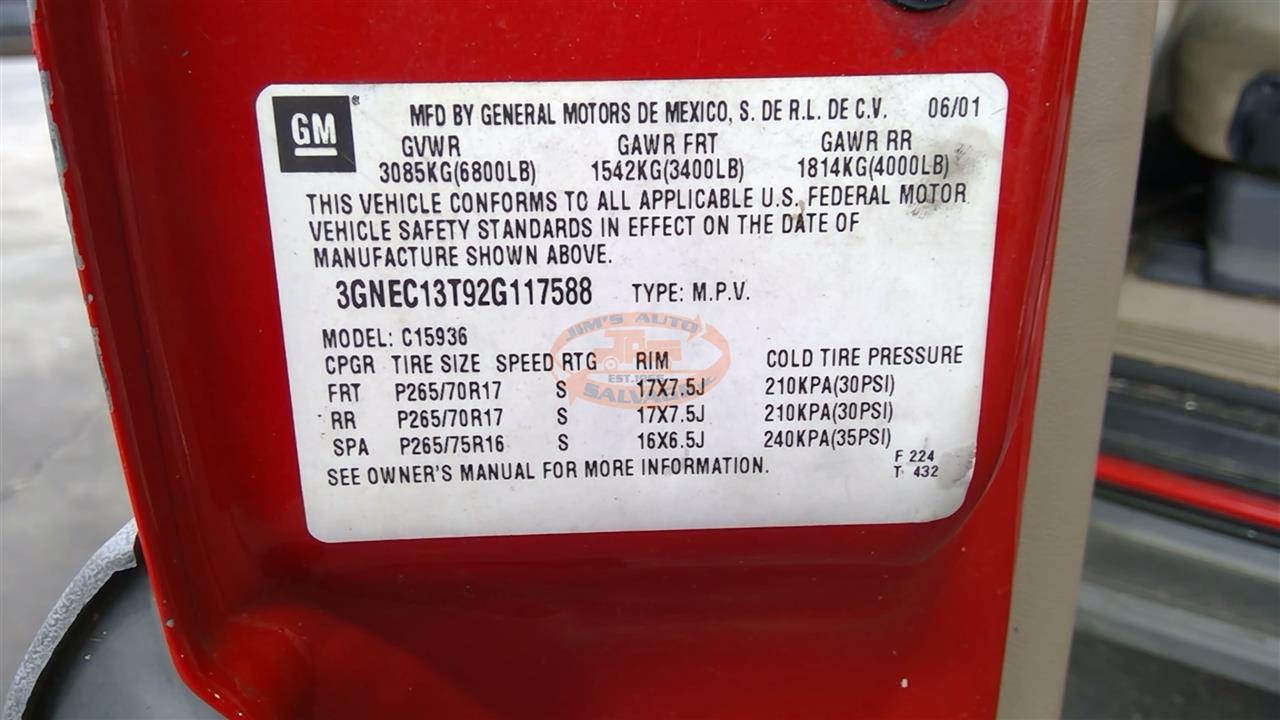 GM ® MFD BY GENERAL MOTORS DE MEXICO, S. DE R.L. DE C.V. 06/01
GVWR GAWR FRT GAWR RR
3085KG(6800LB) 1542KG(3400LB) 1814KG(4000LB)
THIS VEHICLE CONFORMS TO ALL APPLICABLE U.S. FEDERAL MOTOR
VEHICLE SAFETY STANDARDS IN EFFECT ON THE DATE OF
MANUFACTURE SHOWN ABOVE.
3GNEC13T92G117588 TYPE: M.P.V.
JIM'S AUTO
MODEL: C15936
CPGR TIRE SIZE SPEED RTG RIM COLD TIRE PRESSURE
EST.1955
FRT P265/70R17 S 17X7.5J 210KPA(30PSI)
SALVAGE
RR P265/70R17 S 17X7.5J 210KPA(30PSI)
SPA P265/75R16 S 16X6.5J 240KPA(35PSI)
SEE OWNER'S MANUAL FOR MORE INFORMATION.
F 224
T 432